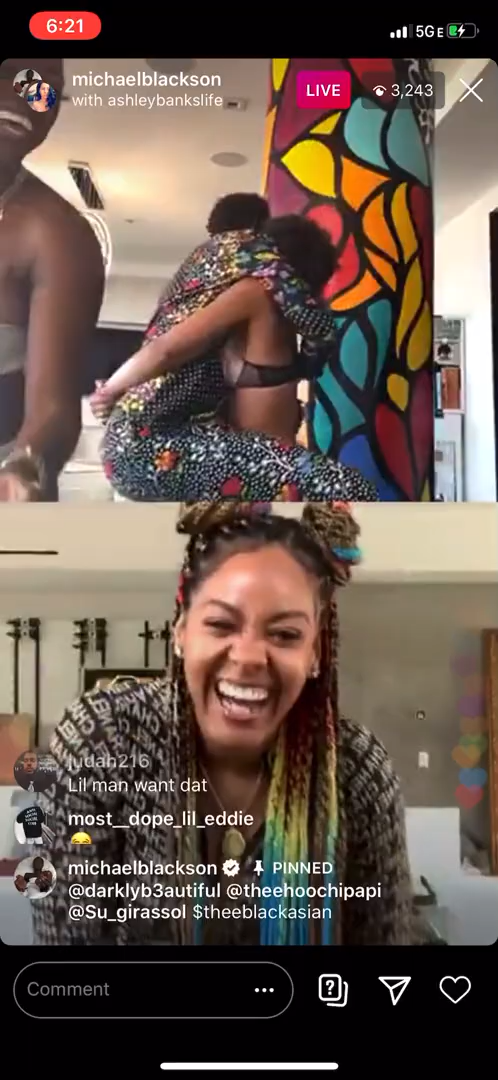 6:21
5GE
michaelblackson
with ashleybankslife
LIVE
3,243
judah216
Lil man want dat
most__dope_lil_eddie
😂
michaelblackson PINNED
@darklyb3autiful @theehoochipapi
@Su_girassol $theeblackasian
Comment